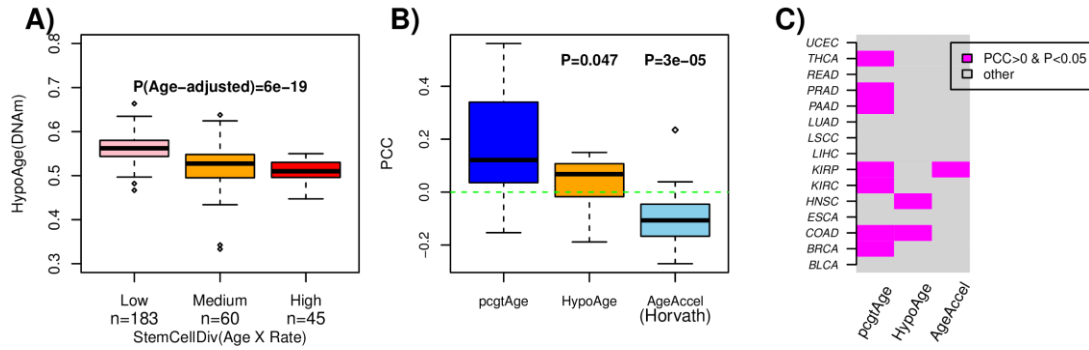 A)
HypoAge(DNAm)
0.8
0.7
0.6
0.5
0.4
0.3
P(Age-adjusted)=6e-19
Low
Medium
High
n=183
n=60
n=45
StemCellDiv(Age X Rate)
B)
PCC
0.4
0.2
0.0
-0.2
P=0.047
P=3e-05
pcgtAge
HypoAge
AgeAccel
(Horvath)
C)
UCEC
THCA
READ
PRAD
PAAD
LUAD
LSCC
LIHC
KIRP
KIRC
HNSC
ESCA
COAD
BRCA
BLCA
PCC>0 & P<0.05
other
pcgtAge
HypoAge
AgeAccel